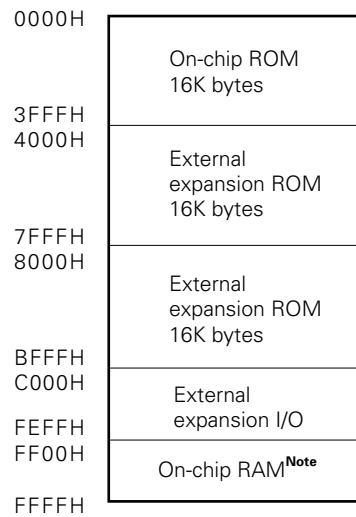 0000H
On-chip ROM
16K bytes
3FFFH
4000H
External
expansion ROM
16K bytes
7FFFH
8000H
External
expansion ROM
16K bytes
BFFFH
C000H
External
expansion I/O
FEFFH
FF00H
On-chip RAMNote
FFFFH